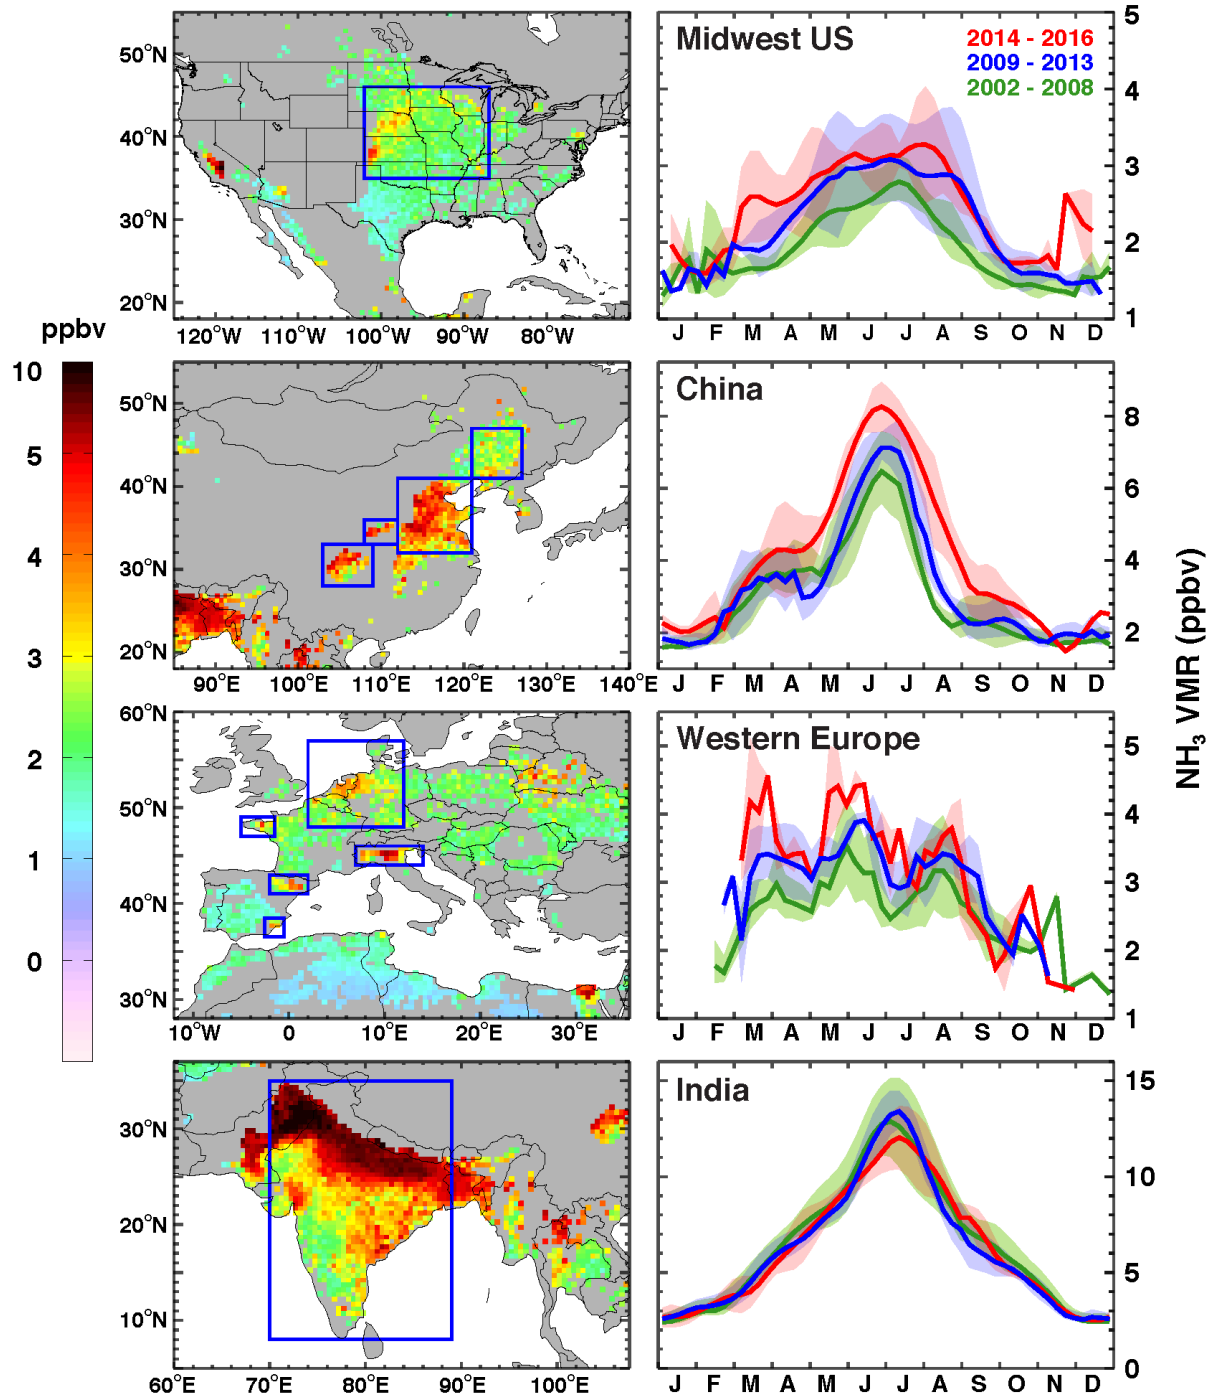 Midwest US
2014 - 2016
2009 - 2013
2002 - 2008
50°N
40°N
30°N
20°N
120°W 100°W 80°W
5
4
3
2
1
J F M A M J J A S O N D
ppbv
10
5
4
3
2
1
0
China
50°N
40°N
30°N
20°N
90°E 100°E 110°E 120°E 130°E 140°E
8
6
4
2
J F M A M J J A S O N D
NH₃ VMR (ppbv)
Western Europe
60°N
50°N
40°N
30°N
10°W 0 10°E 20°E 30°E
5
4
3
2
1
J F M A M J J A S O N D
India
30°N
20°N
10°N
60°E 70°E 80°E 90°E 100°E
15
10
5
0
J F M A M J J A S O N D